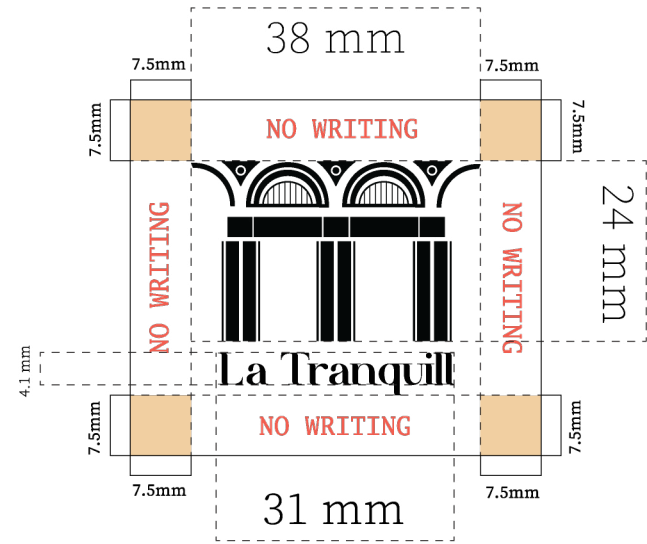 38 mm
7.5mm
7.5mm
7.5mm
NO WRITING
7.5mm
NO WRITING
NO WRITING
24 mm
4.1 mm
La Tranquill
7.5mm
NO WRITING
7.5mm
7.5mm
31 mm
7.5mm